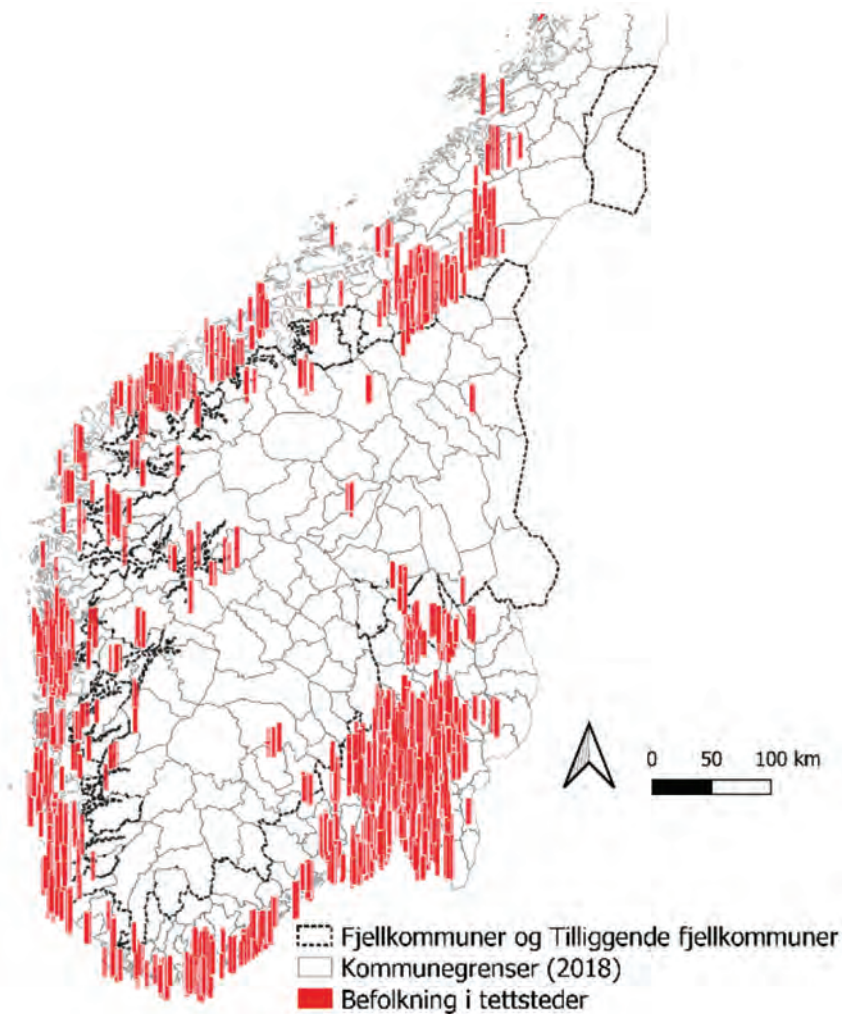 0 50 100 km
Fjellkommuner og Tilliggende fjellkommuner
Kommunegrenser (2018)
Befolkning i tettsteder